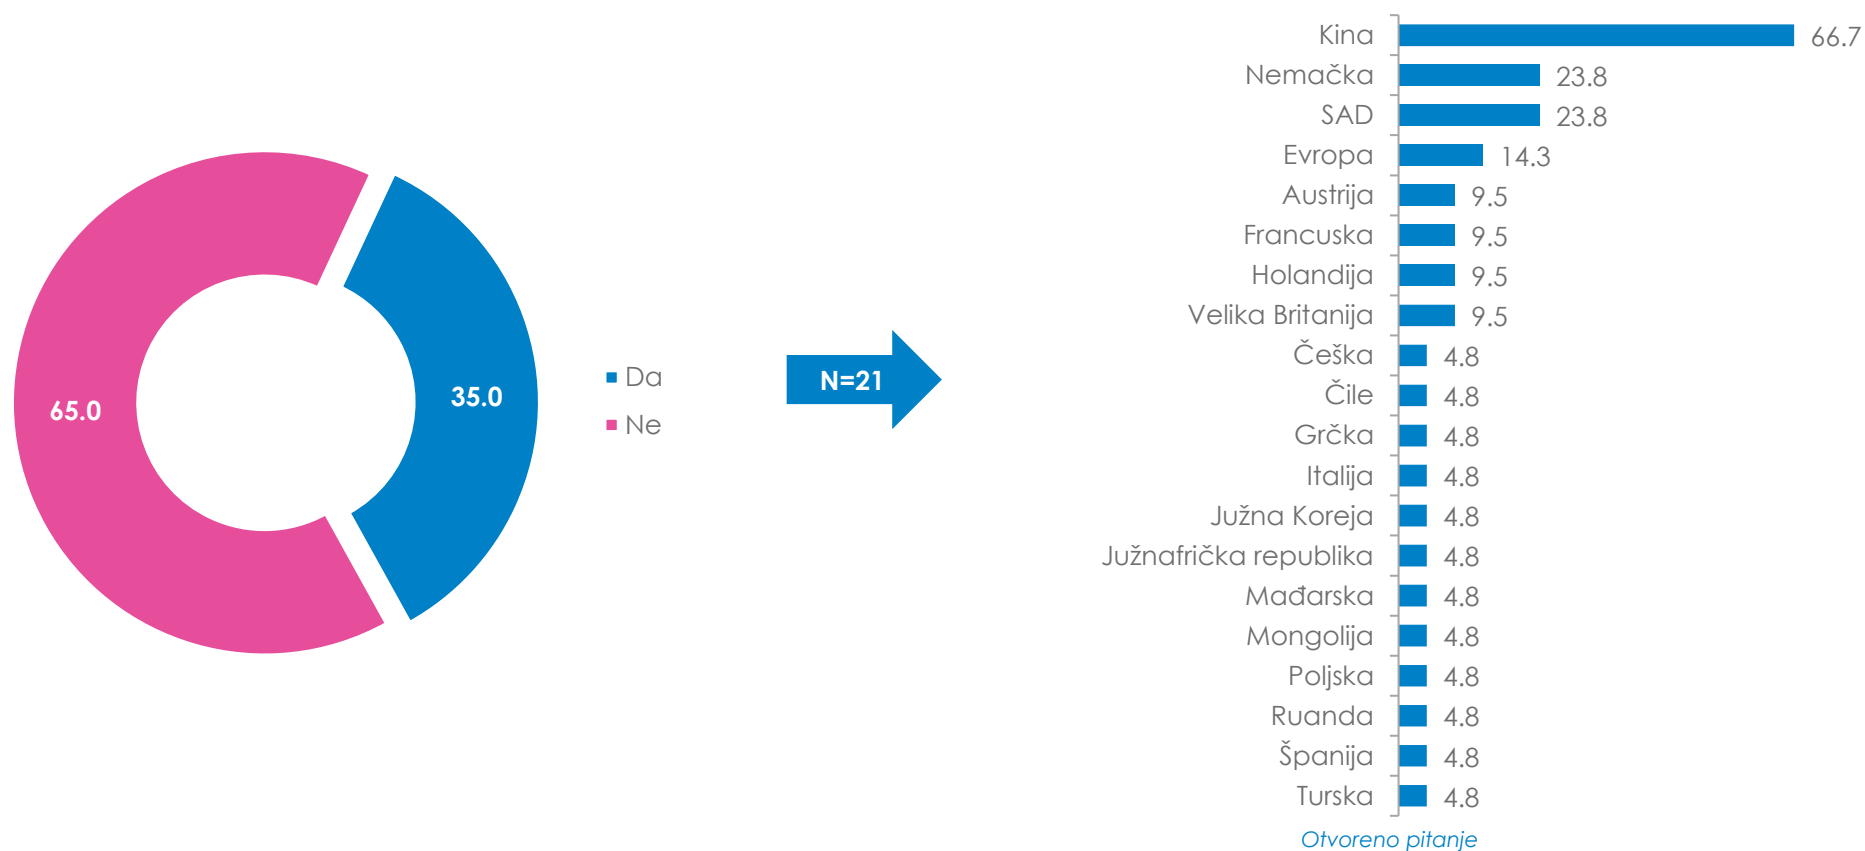 65.0
35.0
Da
Ne
N=21
Kina 66.7
Nemačka 23.8
SAD 23.8
Evropa 14.3
Austrija 9.5
Francuska 9.5
Holandija 9.5
Velika Britanija 9.5
Češka 4.8
Čile 4.8
Grčka 4.8
Italija 4.8
Južna Koreja 4.8
Južnafrička republika 4.8
Mađarska 4.8
Mongolija 4.8
Poljska 4.8
Ruanda 4.8
Španija 4.8
Turska 4.8
Otvoreno pitanje